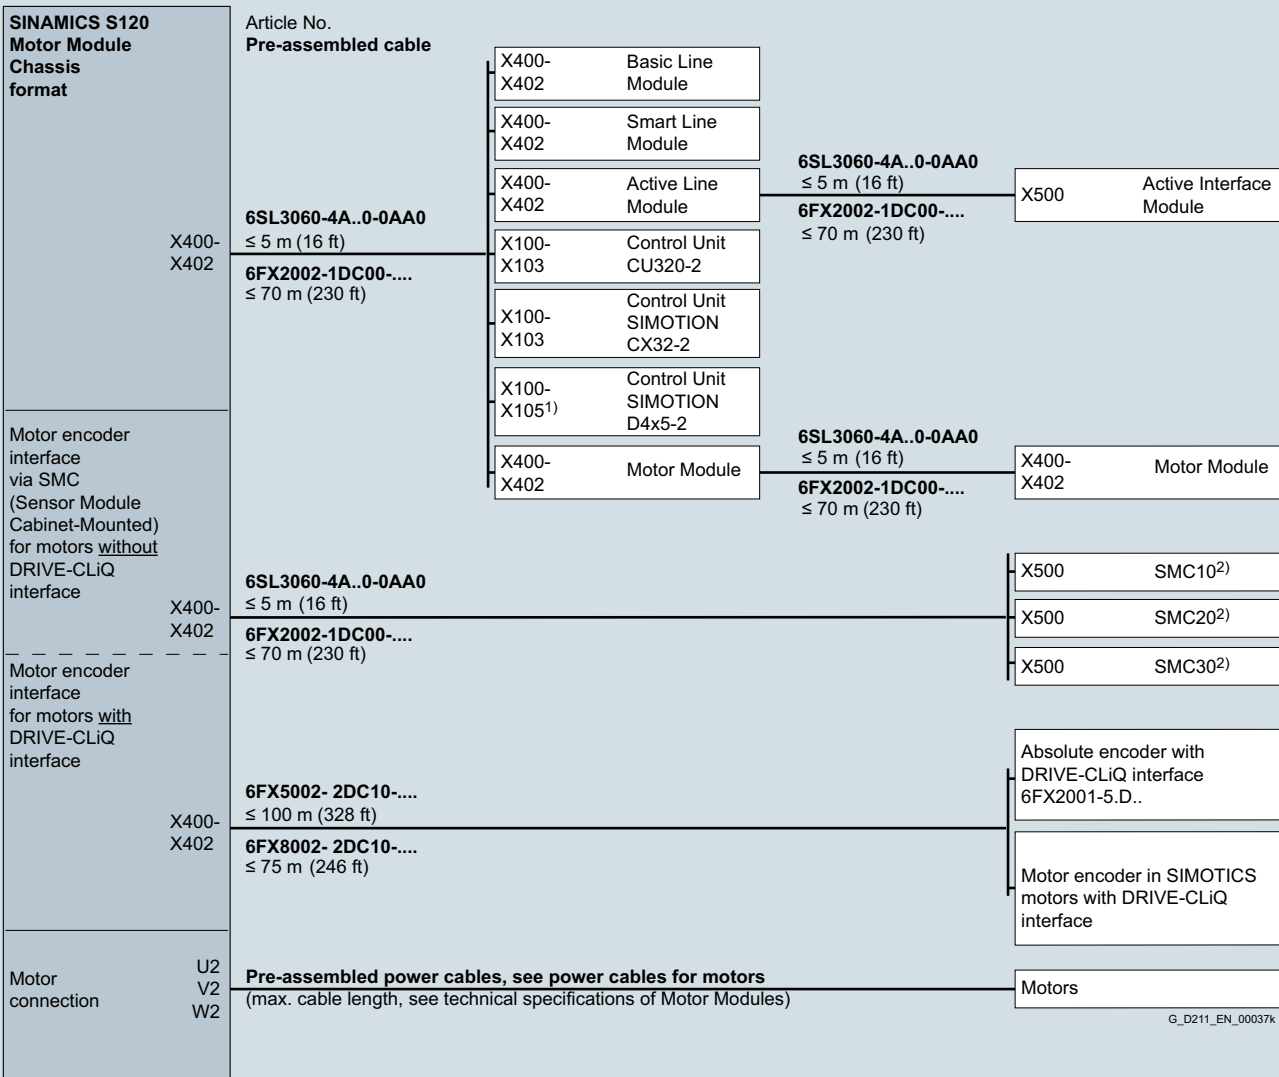 SINAMICS S120
Motor Module
Chassis
format
Article No.
Pre-assembled cable
X400-
X402
6SL3060-4A..0-0AA0
≤ 5 m (16 ft)
6FX2002-1DC00-....
≤ 70 m (230 ft)
X400-
X402
Basic Line
Module
X400-
X402
Smart Line
Module
X400-
X402
Active Line
Module
6SL3060-4A..0-0AA0
≤ 5 m (16 ft)
6FX2002-1DC00-....
≤ 70 m (230 ft)
X500
Active Interface
Module
X100-
X103
Control Unit
CU320-2
X100-
X103
Control Unit
SIMOTION
CX32-2
X100-
X1051)
Control Unit
SIMOTION
D4x5-2
X400-
X402
Motor Module
6SL3060-4A..0-0AA0
≤ 5 m (16 ft)
6FX2002-1DC00-....
≤ 70 m (230 ft)
X400-
X402
Motor Module
Motor encoder
interface
via SMC
(Sensor Module
Cabinet-Mounted)
for motors without
DRIVE-CLiQ
interface
X400-
X402
6SL3060-4A..0-0AA0
≤ 5 m (16 ft)
6FX2002-1DC00-....
≤ 70 m (230 ft)
X500 SMC102)
X500 SMC202)
X500 SMC302)
Motor encoder
interface
for motors with
DRIVE-CLiQ
interface
X400-
X402
6FX5002- 2DC10-....
≤ 100 m (328 ft)
6FX8002- 2DC10-....
≤ 75 m (246 ft)
Absolute encoder with
DRIVE-CLiQ interface
6FX2001-5.D..
Motor encoder in SIMOTICS
motors with DRIVE-CLiQ
interface
Motor
connection
U2
V2
W2
Pre-assembled power cables, see power cables for motors
(max. cable length, see technical specifications of Motor Modules)
Motors
G_D211_EN_00037k